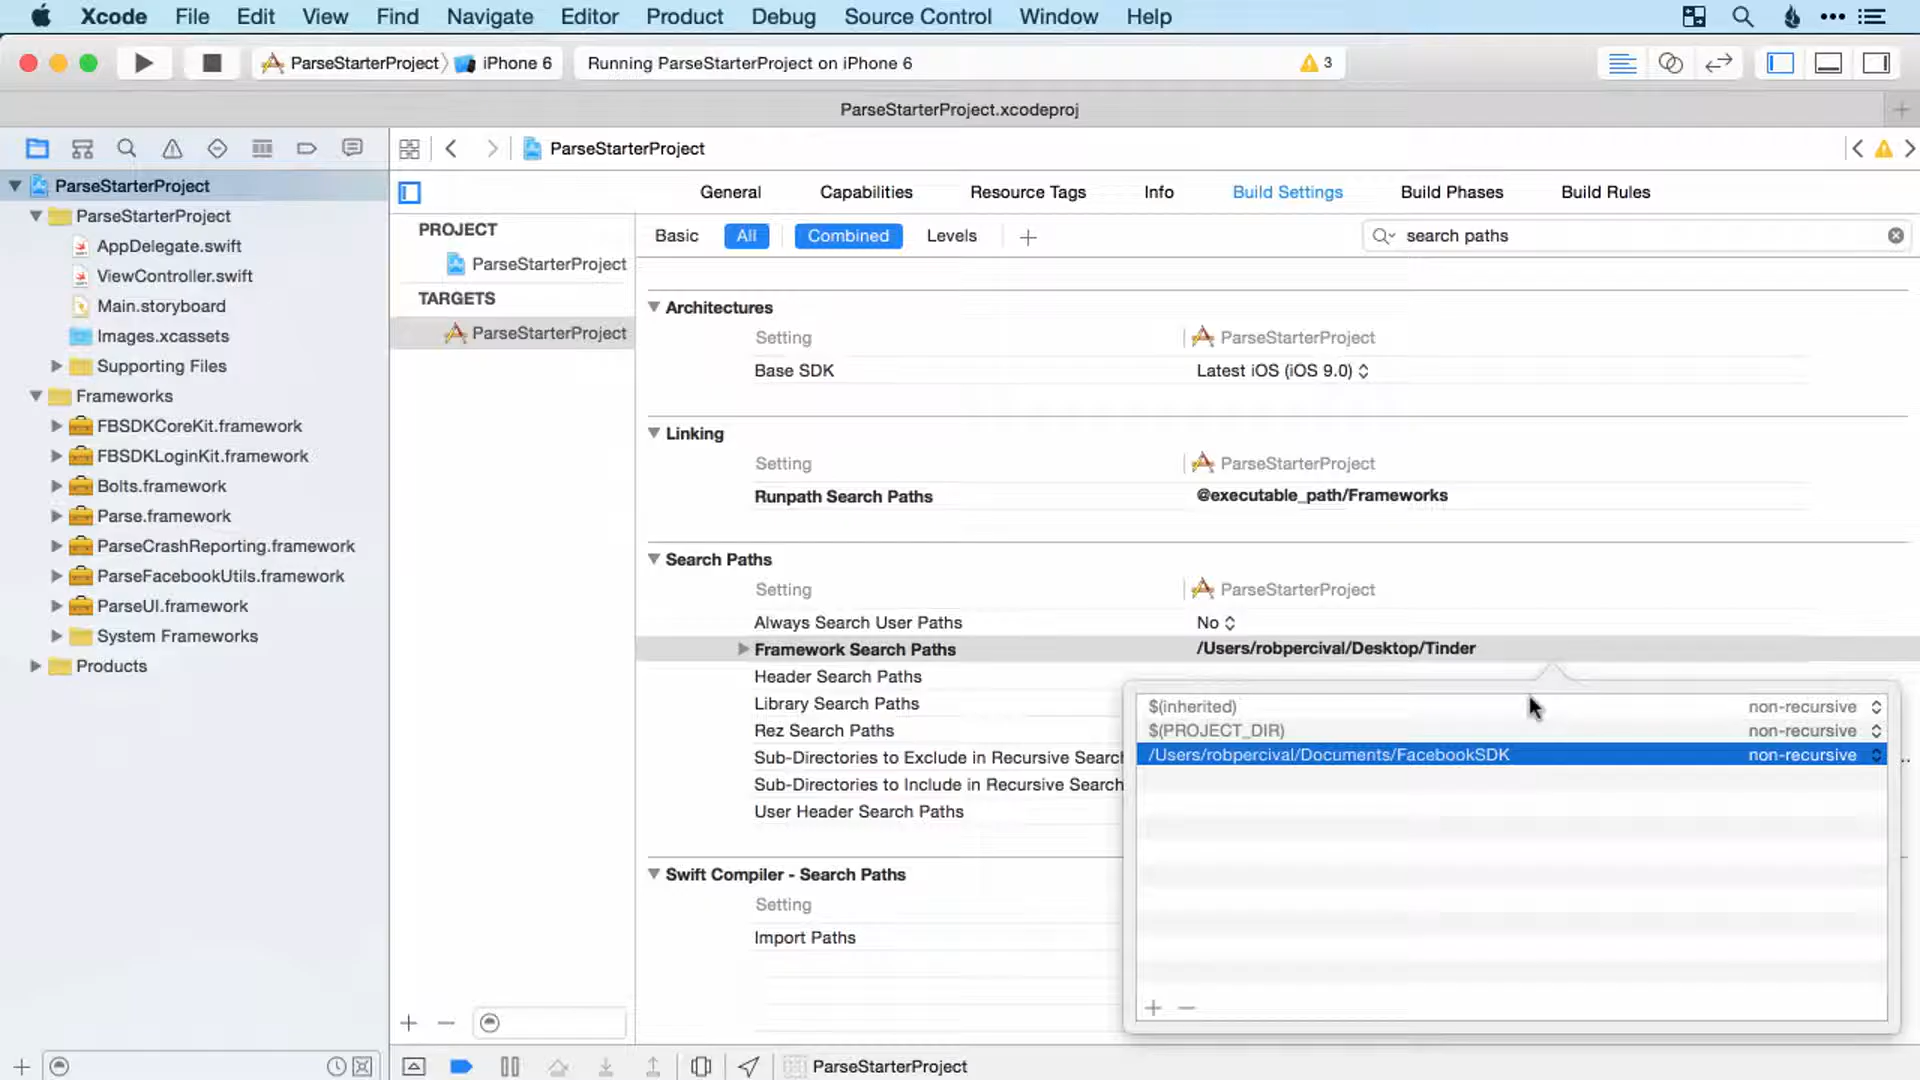 Xcode File Edit View Find Navigate Editor Product Debug Source Control Window Help
ParseStarterProject iPhone 6 Running ParseStarterProject on iPhone 6 3
ParseStarterProject.xcodeproj
ParseStarterProject
ParseStarterProject
ParseStarterProject
AppDelegate.swift
ViewController.swift
Main.storyboard
Images.xcassets
Supporting Files
Frameworks
FBSDKCoreKit.framework
FBSDKLoginKit.framework
Bolts.framework
Parse.framework
ParseCrashReporting.framework
ParseFacebookUtils.framework
ParseUI.framework
System Frameworks
Products
General Capabilities Resource Tags Info Build Settings Build Phases Build Rules
PROJECT
ParseStarterProject
TARGETS
ParseStarterProject
Basic All Combined Levels search paths
Architectures
Setting ParseStarterProject
Base SDK Latest iOS (iOS 9.0)
Linking
Setting ParseStarterProject
Runpath Search Paths @executable_path/Frameworks
Search Paths
Setting ParseStarterProject
Always Search User Paths No
Framework Search Paths /Users/robpercival/Desktop/Tinder
Header Search Paths
Library Search Paths
Rez Search Paths
Sub-Directories to Exclude in Recursive Search
Sub-Directories to Include in Recursive Search
User Header Search Paths
$(inherited) non-recursive
$(PROJECT_DIR) non-recursive
/Users/robpercival/Documents/FacebookSDK non-recursive
Swift Compiler - Search Paths
Setting
Import Paths
ParseStarterProject